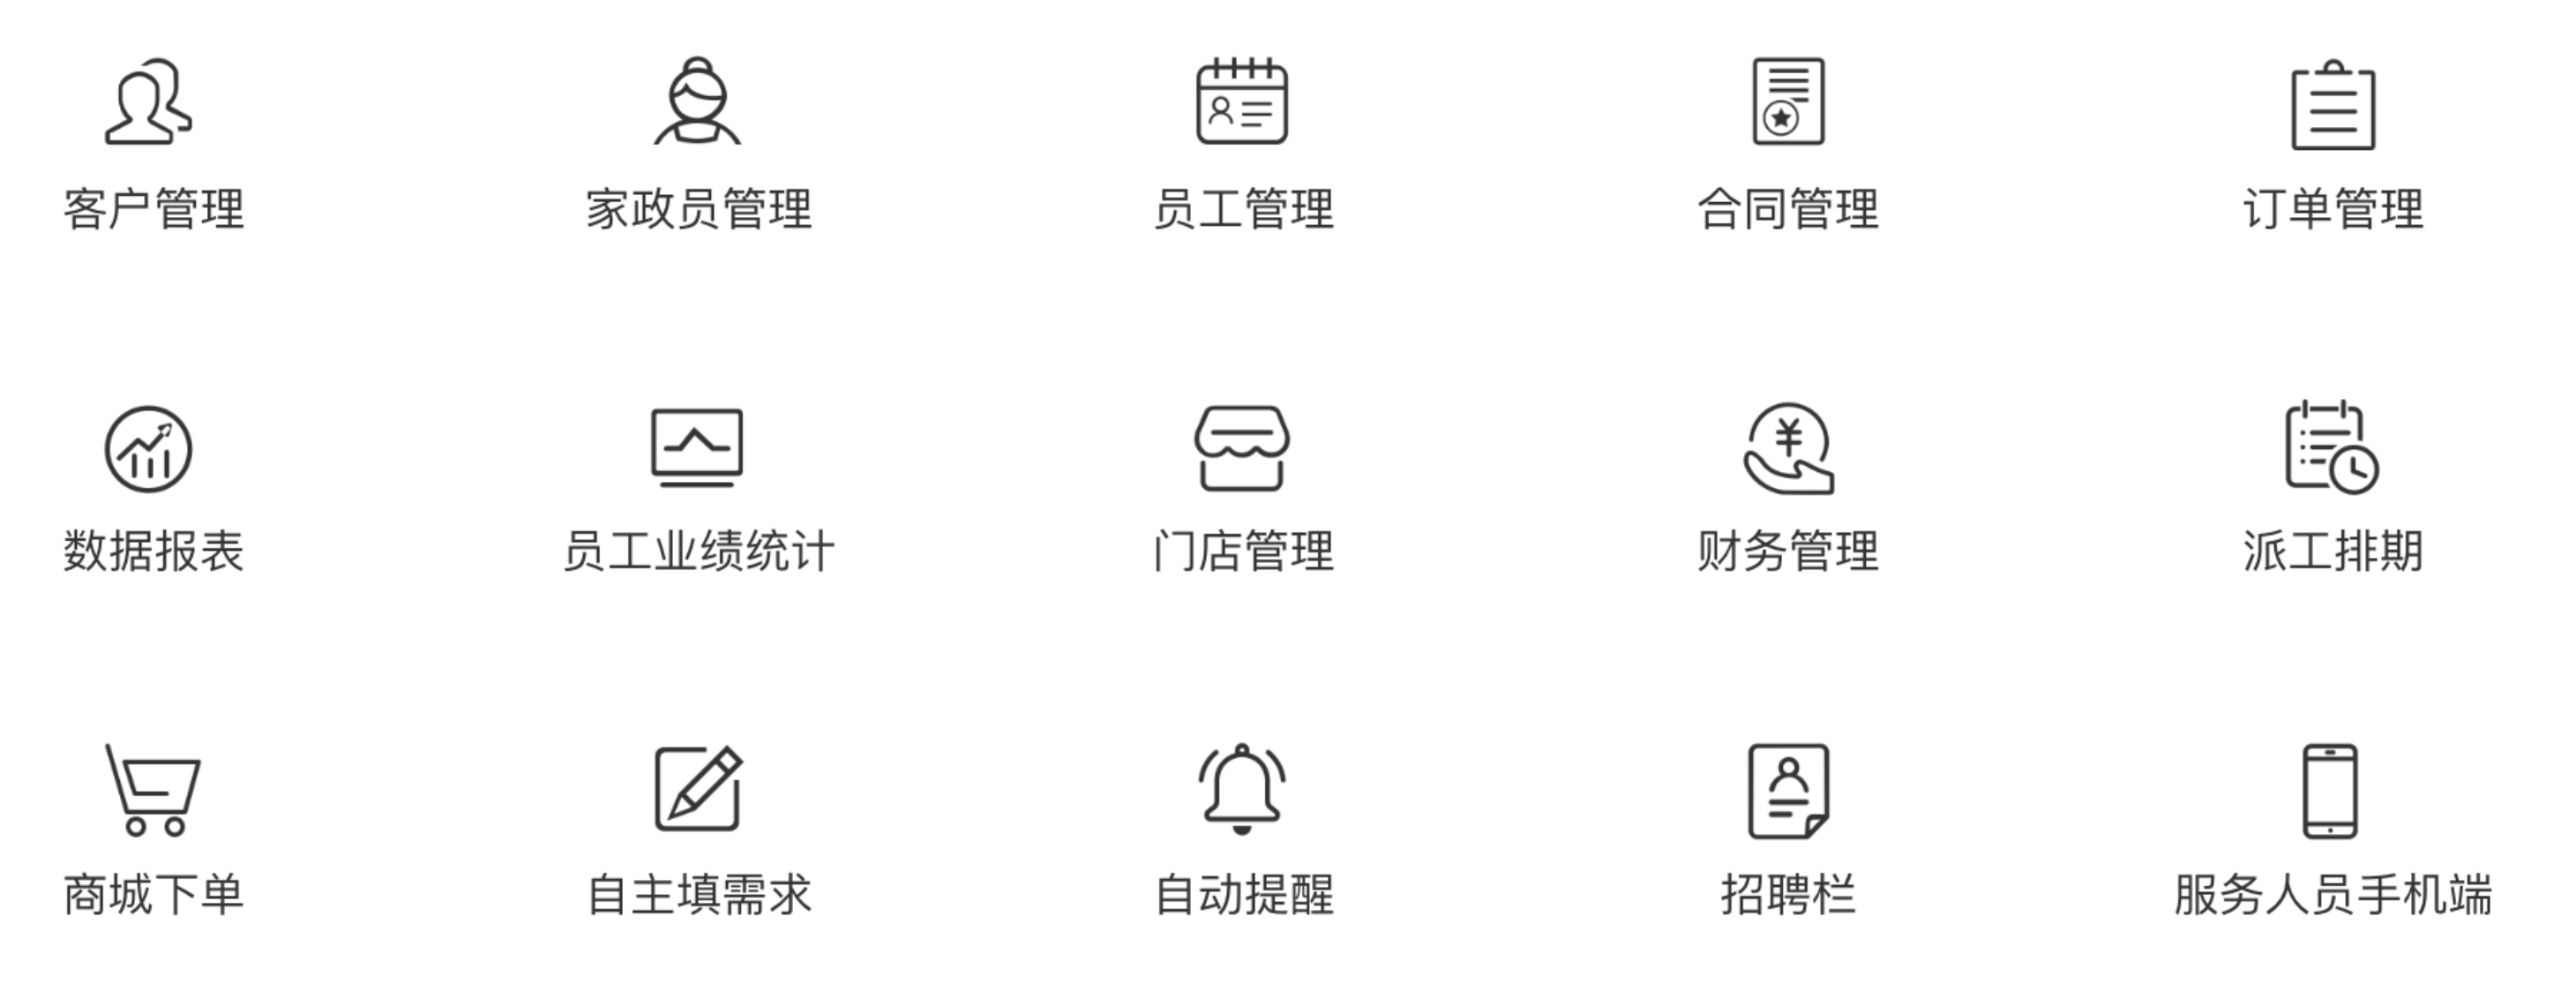 客户管理
家政员管理
员工管理
合同管理
订单管理
数据报表
员工业绩统计
门店管理
财务管理
派工排期
商城下单
自主填需求
自动提醒
招聘栏
服务人员手机端